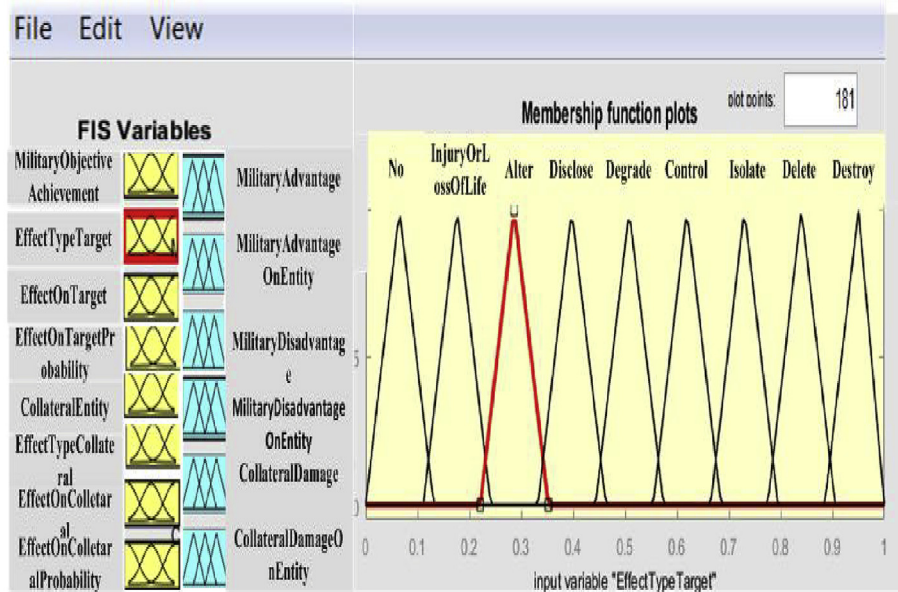 File Edit View
FIS Variables
MilitaryObjective
Achievement
EffectTypeTarget
EffectOnTarget
EffectOnTargetPr
obability
CollateralEntity
EffectTypeCollate
ral
EffectOnColletar
al
EffectOnColletar
alProbability
MilitaryAdvantage
MilitaryAdvantage
OnEntity
MilitaryDisadvantag
e
MilitaryDisadvantage
OnEntity
CollateralDamage
CollateralDamageO
nEntity
Membership function plots
plot points:
181
No InjuryOrL Alter Disclose Degrade Control Isolate Delete Destroy
ossOfLife
0 0.1 0.2 0.3 0.4 0.5 0.6 0.7 0.8 0.9 1
input variable "EffectTypeTarget"